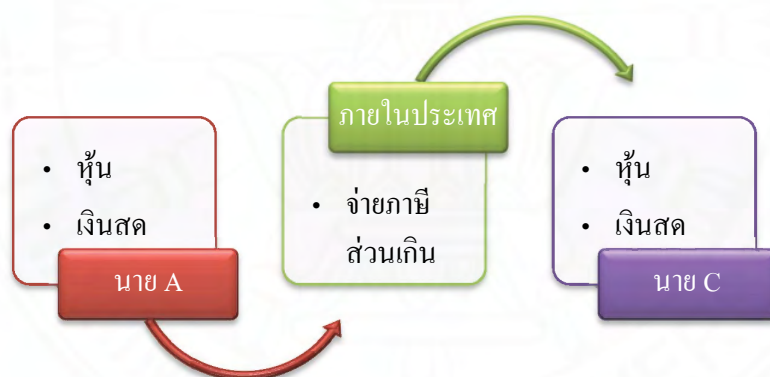 • หุ้น
• เงินสด
นาย A
ภายในประเทศ
• จ่ายภาษี
ส่วนเกิน
• หุ้น
• เงินสด
นาย C